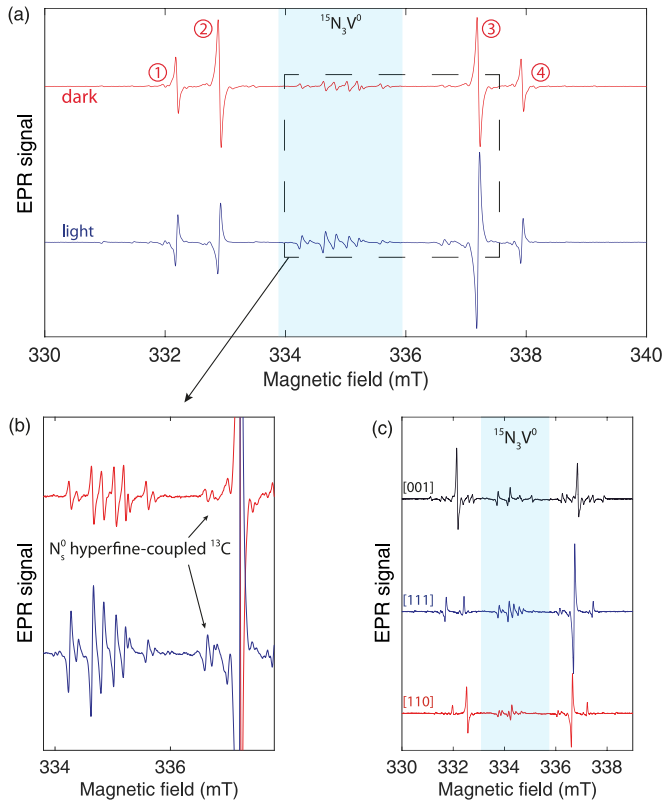 (a)
¹⁵N₃V⁰
① ② ③ ④
dark
light
EPR signal
330 332 334 336 338 340
Magnetic field (mT)
(b)
Nₛ⁰ hyperfine-coupled ¹³C
EPR signal
334 336
Magnetic field (mT)
(c)
¹⁵N₃V⁰
[001]
[111]
[110]
EPR signal
330 332 334 336 338
Magnetic field (mT)